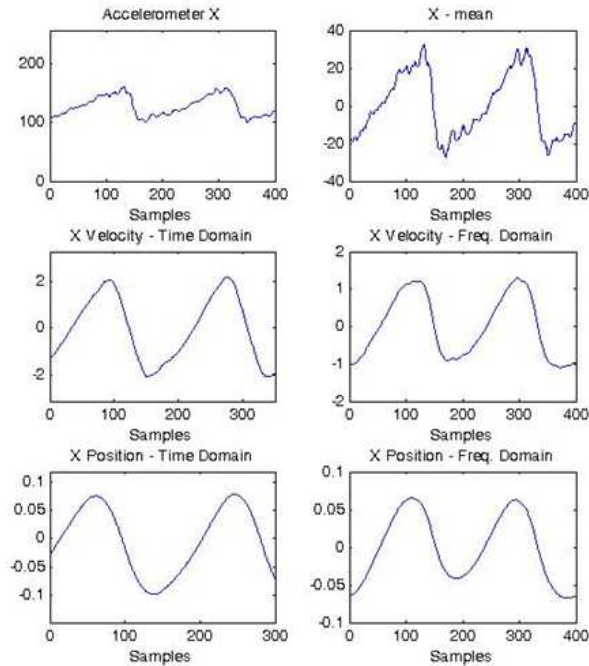 Accelerometer X
200
100
0
0 100 200 300 400
Samples
X - mean
40
20
0
-20
-40
0 100 200 300 400
Samples
X Velocity - Time Domain
2
0
-2
0 100 200 300
Samples
X Velocity - Freq. Domain
2
1
0
-1
-2
0 100 200 300 400
Samples
X Position - Time Domain
0.1
0.05
0
-0.05
-0.1
0 100 200 300
Samples
X Position - Freq. Domain
0.1
0.05
0
-0.05
-0.1
0 100 200 300 400
Samples